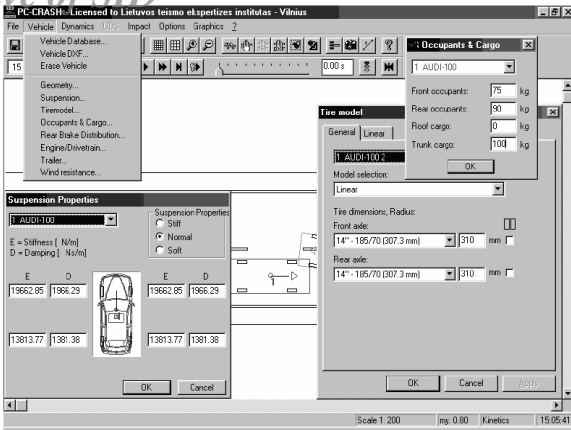 PC-CRASH - Licensed to Lietuvos teismo ekspertizes institutas - Vilnius
File Vehicle Dynamics UDS Impact Options Graphics ?
Vehicle Database...
Vehicle DXF...
Erase Vehicle
Geometry...
Suspension...
Tiremodel...
Occupants & Cargo...
Rear Brake Distribution...
Engine/Drivetrain...
Trailer...
Wind resistance...
15
0.00 s
Occupants & Cargo
1 AUDI-100
Front occupants: 75 kg
Rear occupants: 90 kg
Roof cargo: 0 kg
Trunk cargo: 100 kg
OK
Tire model
General Linear
1 AUDI-100 2
Model selection:
Linear
Tire dimensions, Radius:
Front axle:
14" - 185/70 (307.3 mm) 310 mm
Rear axle:
14" - 185/70 (307.3 mm) 310 mm
OK Cancel Apply
Suspension Properties
1 AUDI-100
Suspension Properties
Stiff
Normal
Soft
E = Stiffness [ N/m]
D = Damping [ Ns/m]
E D E D
19662.85 1966.29 19662.85 1966.29
13813.77 1381.38 13813.77 1381.38
OK Cancel
1
Scale 1: 200 my: 0.80 Kinetics 15:05:41